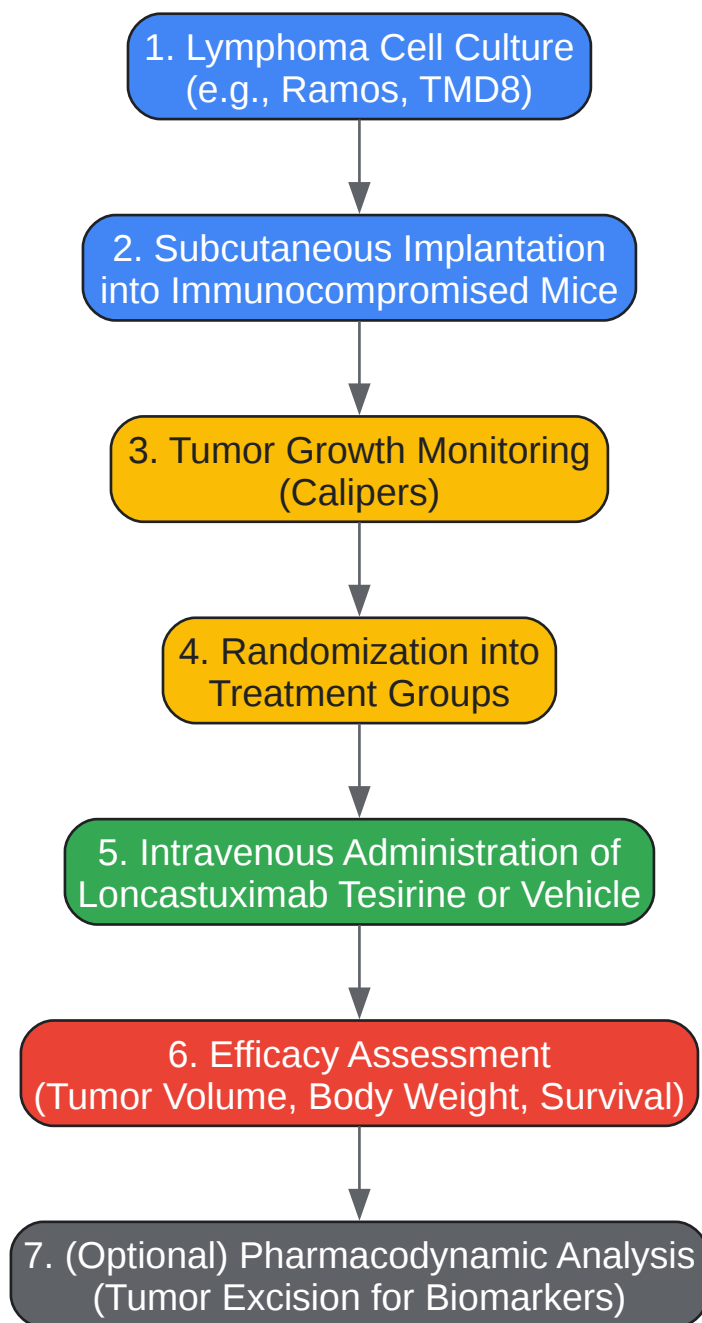 1. Lymphoma Cell Culture
(e.g., Ramos, TMD8)
2. Subcutaneous Implantation
into Immunocompromised Mice
3. Tumor Growth Monitoring
(Calipers)
4. Randomization into
Treatment Groups
5. Intravenous Administration of
Loncastuximab Tesirine or Vehicle
6. Efficacy Assessment
(Tumor Volume, Body Weight, Survival)
7. (Optional) Pharmacodynamic Analysis
(Tumor Excision for Biomarkers)